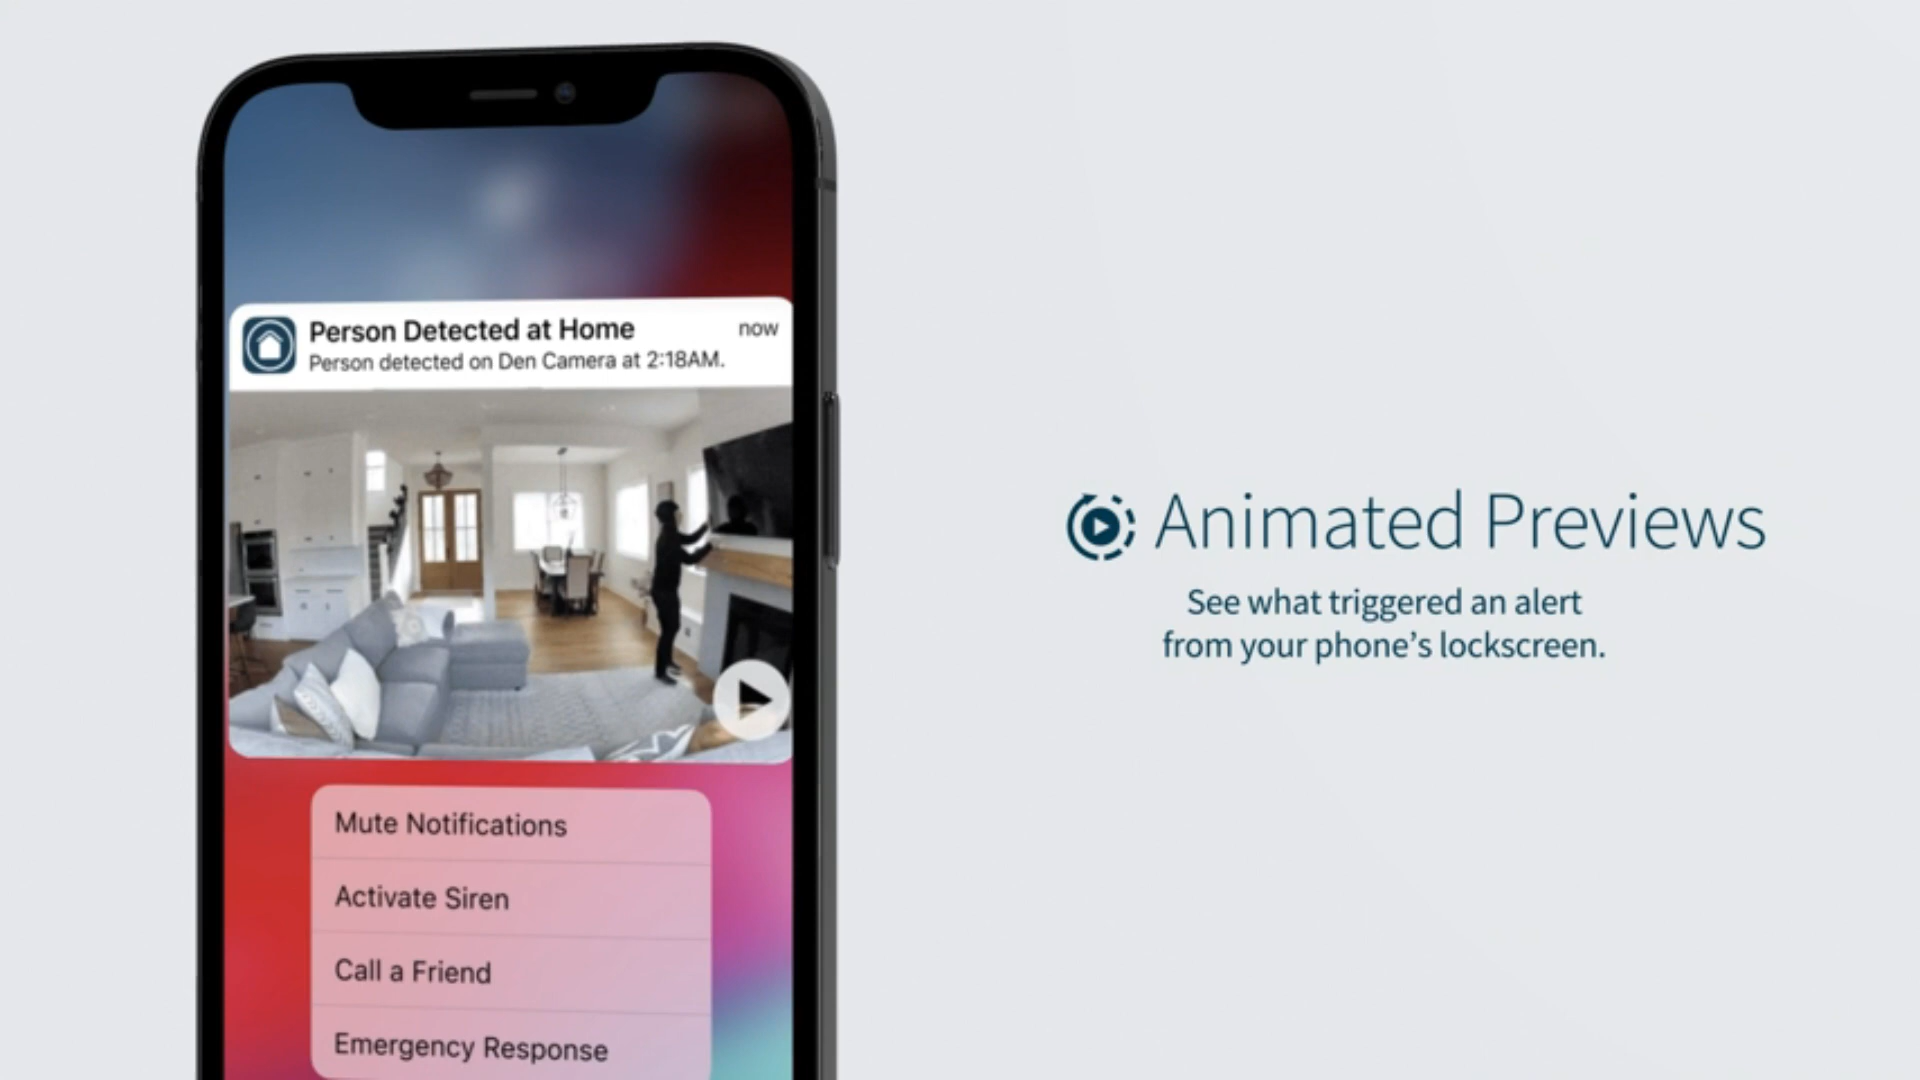 Person Detected at Home
now
Person detected on Den Camera at 2:18AM.
Mute Notifications
Activate Siren
Call a Friend
Emergency Response
Animated Previews
See what triggered an alert
from your phone’s lockscreen.